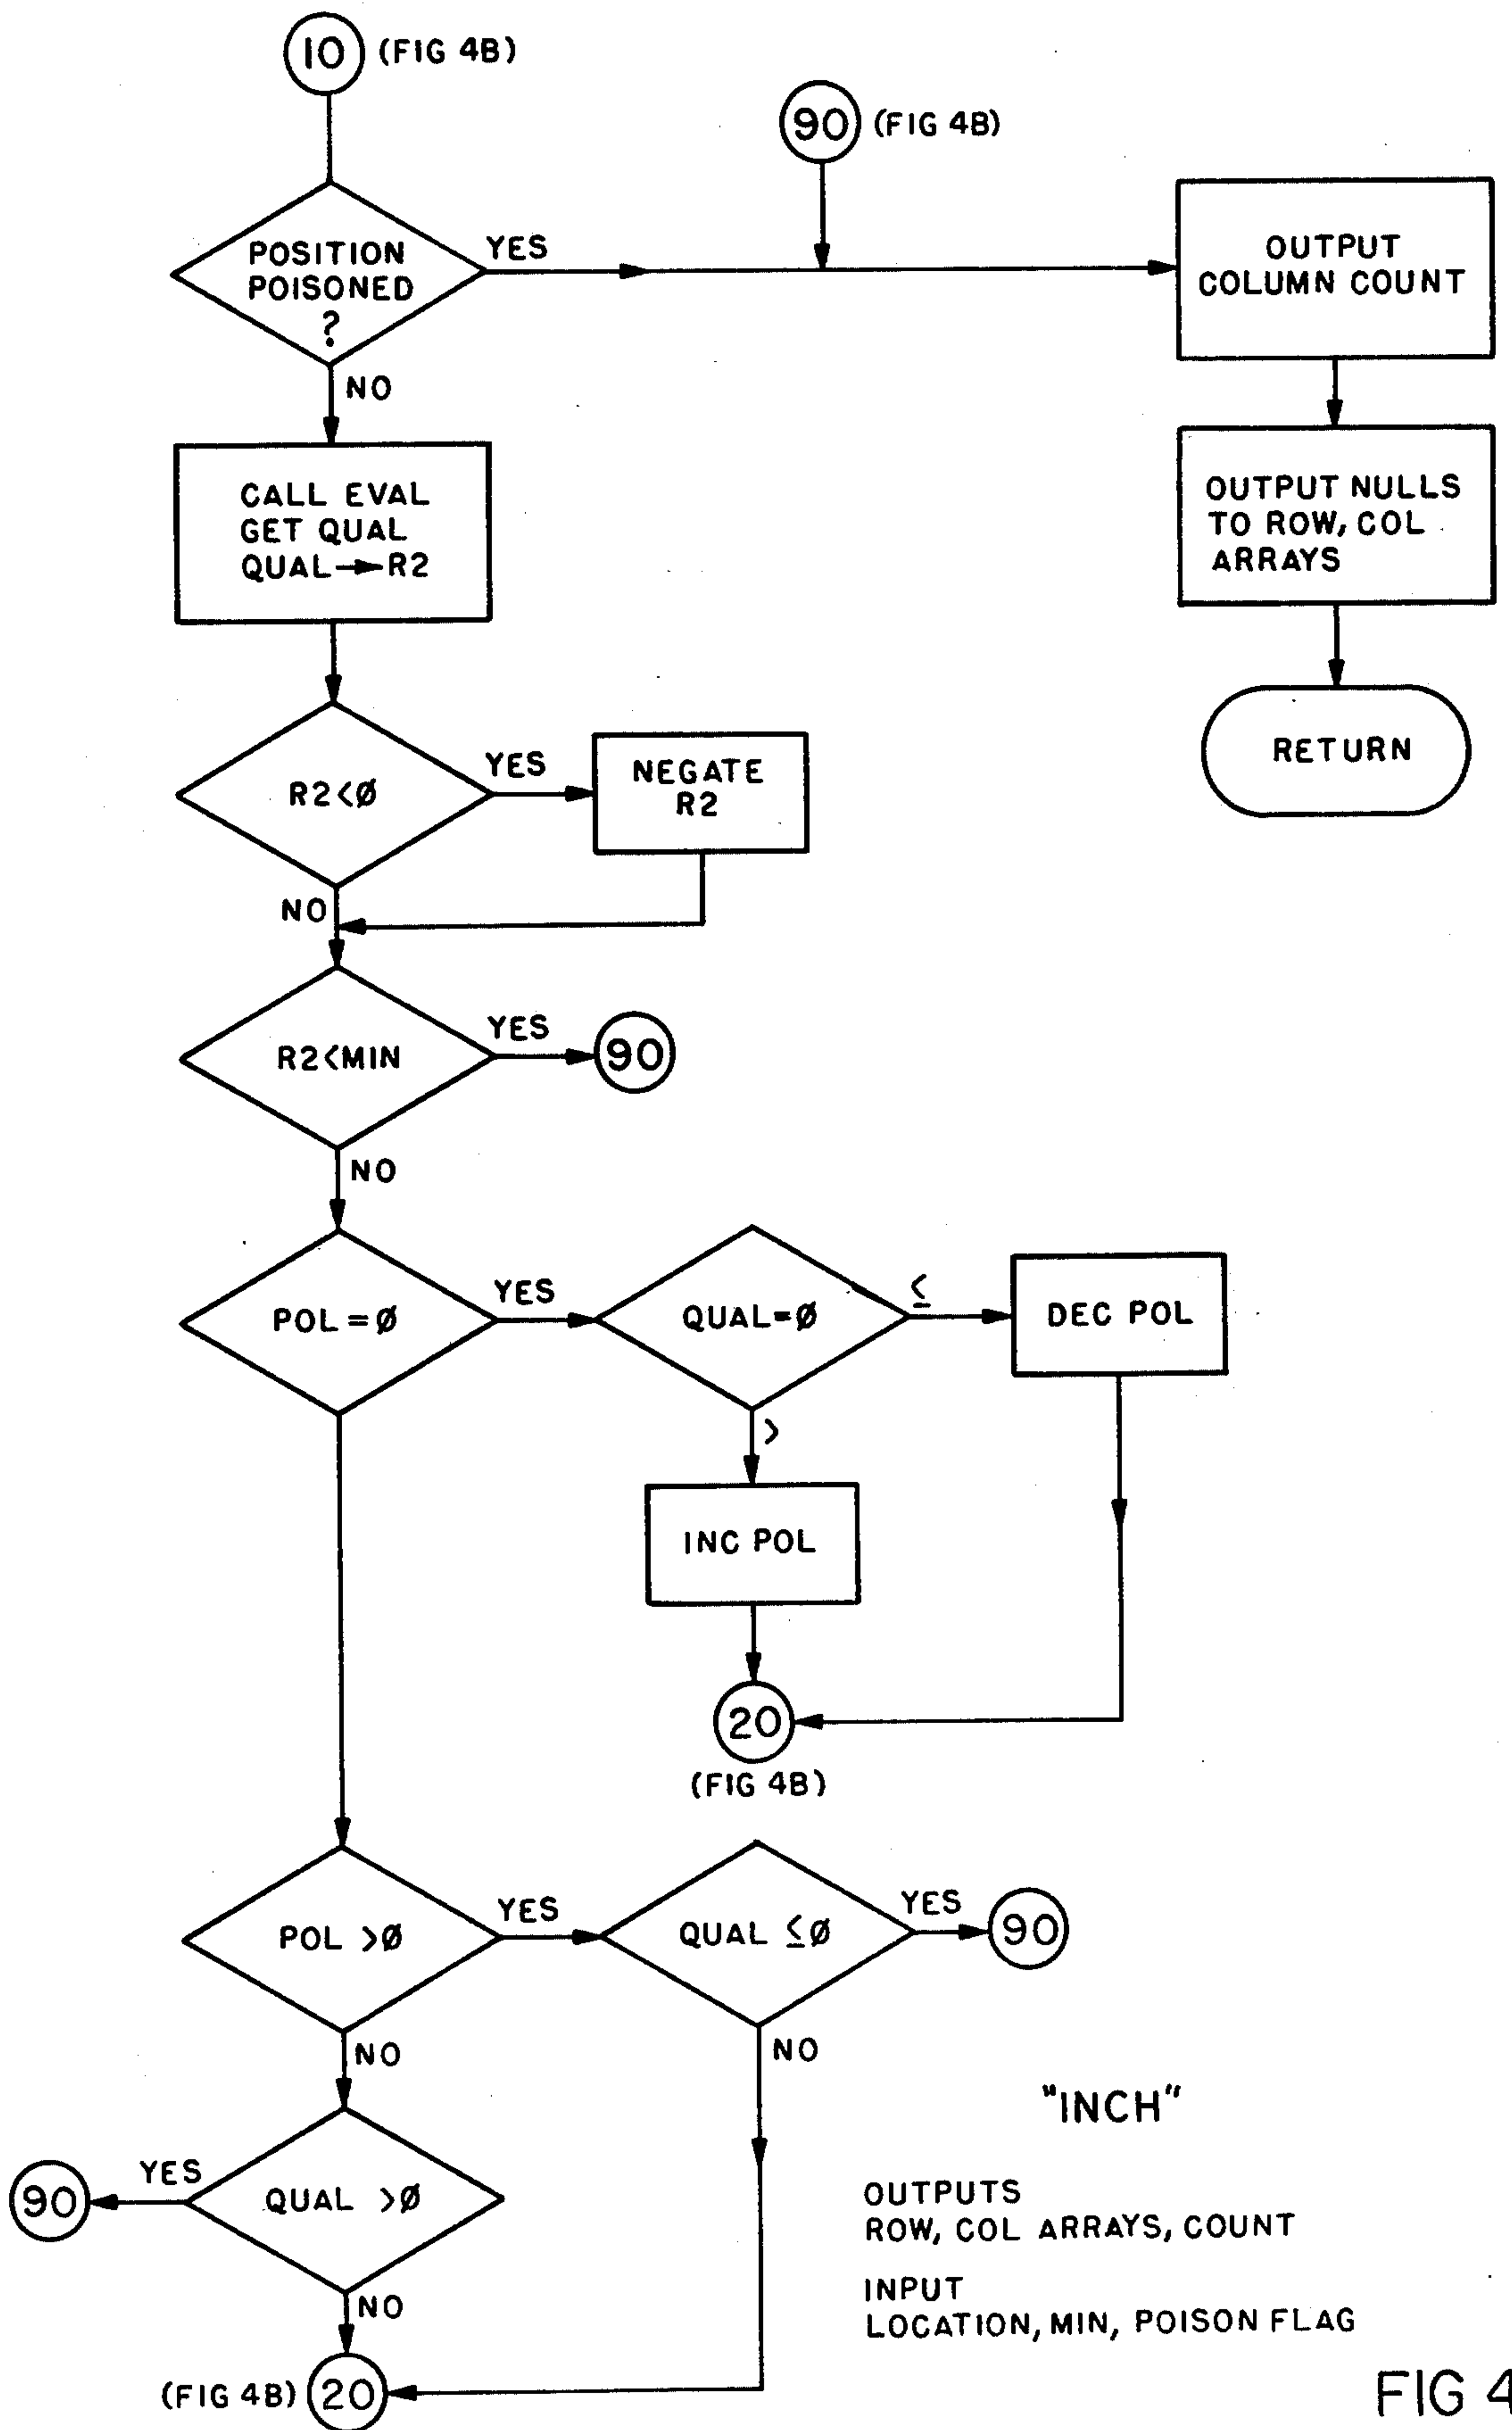 10 (FIG 4B)
90 (FIG 4B)
POSITION
POISONED
?
YES
NO
OUTPUT
COLUMN COUNT
OUTPUT NULLS
TO ROW, COL
ARRAYS
RETURN
CALL EVAL
GET QUAL
QUAL→R2
R2<Ø
YES
NEGATE
R2
NO
R2<MIN
YES
90
NO
POL=Ø
YES
QUAL=Ø
≤
DEC POL
>
INC POL
20
(FIG 4B)
POL >Ø
YES
QUAL ≤Ø
YES
90
NO
NO
QUAL >Ø
YES
90
NO
(FIG 4B) 20
"INCH"
OUTPUTS
ROW, COL ARRAYS, COUNT
INPUT
LOCATION, MIN, POISON FLAG
FIG 4